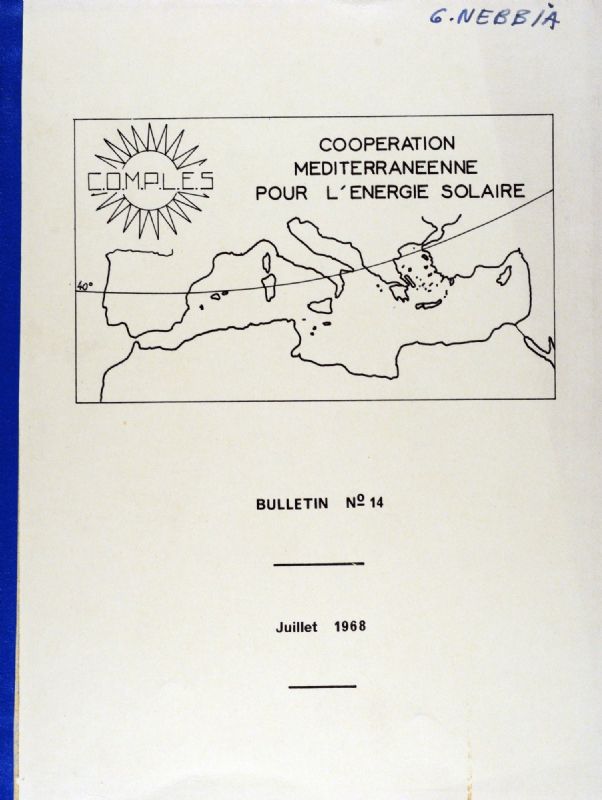 G. NEBBIA
C.O.M.P.L.E.S
COOPERATION
MEDITERRANEENNE
POUR L´ENERGIE SOLAIRE
40°
BULLETIN Nº 14
Juillet 1968